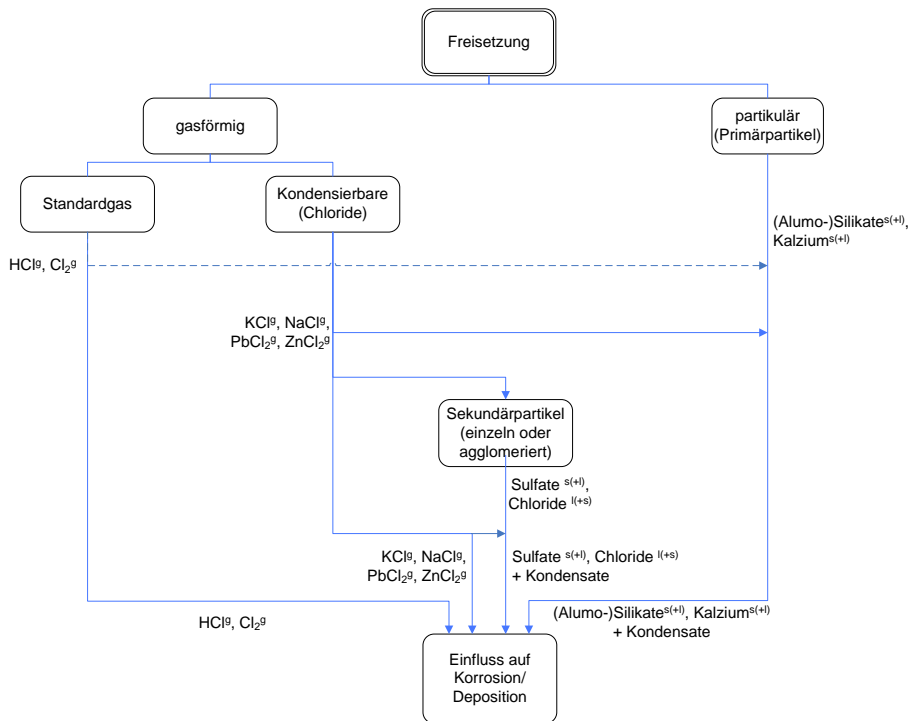 Freisetzung
gasförmig
partikulär
(Primärpartikel)
Standardgas
Kondensierbare
(Chloride)
(Alumo-)Silikate^s(+l),
Kalzium^s(+l)
HCl^g, Cl₂^g
KCl^g, NaCl^g,
PbCl₂^g, ZnCl₂^g
Sekundärpartikel
(einzeln oder
agglomeriert)
Sulfate ^s(+l),
Chloride ^l(+s)
KCl^g, NaCl^g,
PbCl₂^g, ZnCl₂^g
Sulfate ^s(+l), Chloride ^l(+s)
+ Kondensate
HCl^g, Cl₂^g
(Alumo-)Silikate^s(+l), Kalzium^s(+l)
+ Kondensate
Einfluss auf
Korrosion/
Deposition